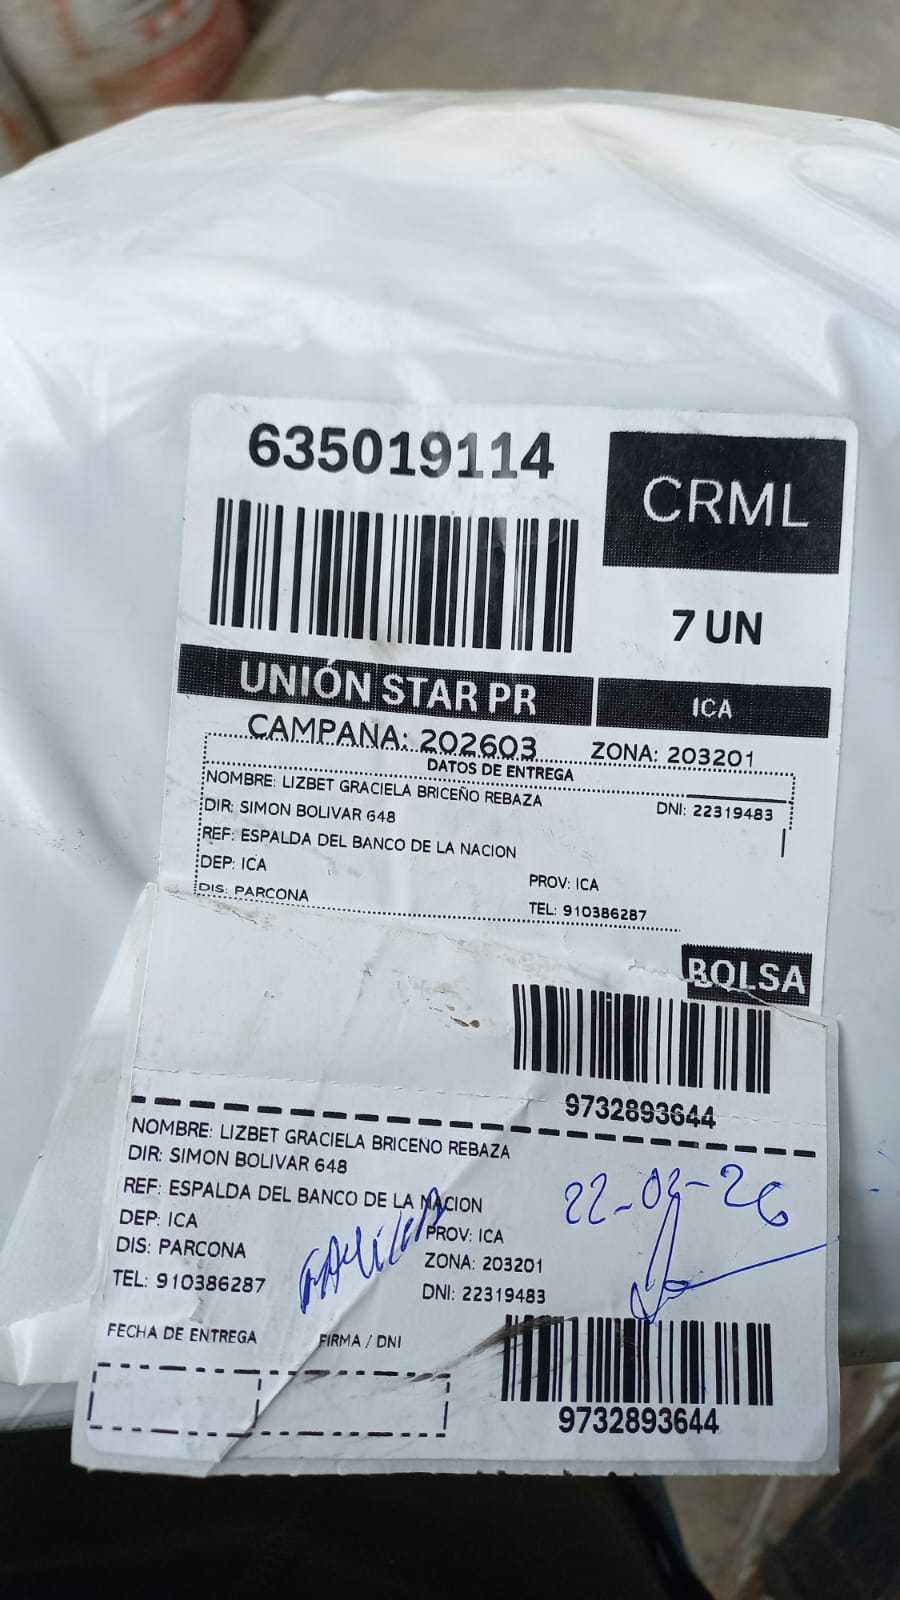 635019114
CRML
7 UN
UNIÓN STAR PR
ICA
CAMPAÑA: 202603
ZONA: 203201
DATOS DE ENTREGA
NOMBRE: LIZBET GRACIELA BRICEÑO REBAZA
DNI: 22319483
DIR: SIMON BOLIVAR 648
REF: ESPALDA DEL BANCO DE LA NACION
DEP: ICA
PROV: ICA
DIS: PARCONA
TEL: 910386287
BOLSA
9732893644
NOMBRE: LIZBET GRACIELA BRICEÑO REBAZA
DIR: SIMON BOLIVAR 648
REF: ESPALDA DEL BANCO DE LA NACION
22-02-26
DEP: ICA
PROV: ICA
DIS: PARCONA
ZONA: 203201
TEL: 910386287
DNI: 22319483
FECHA DE ENTREGA
FIRMA / DNI
9732893644